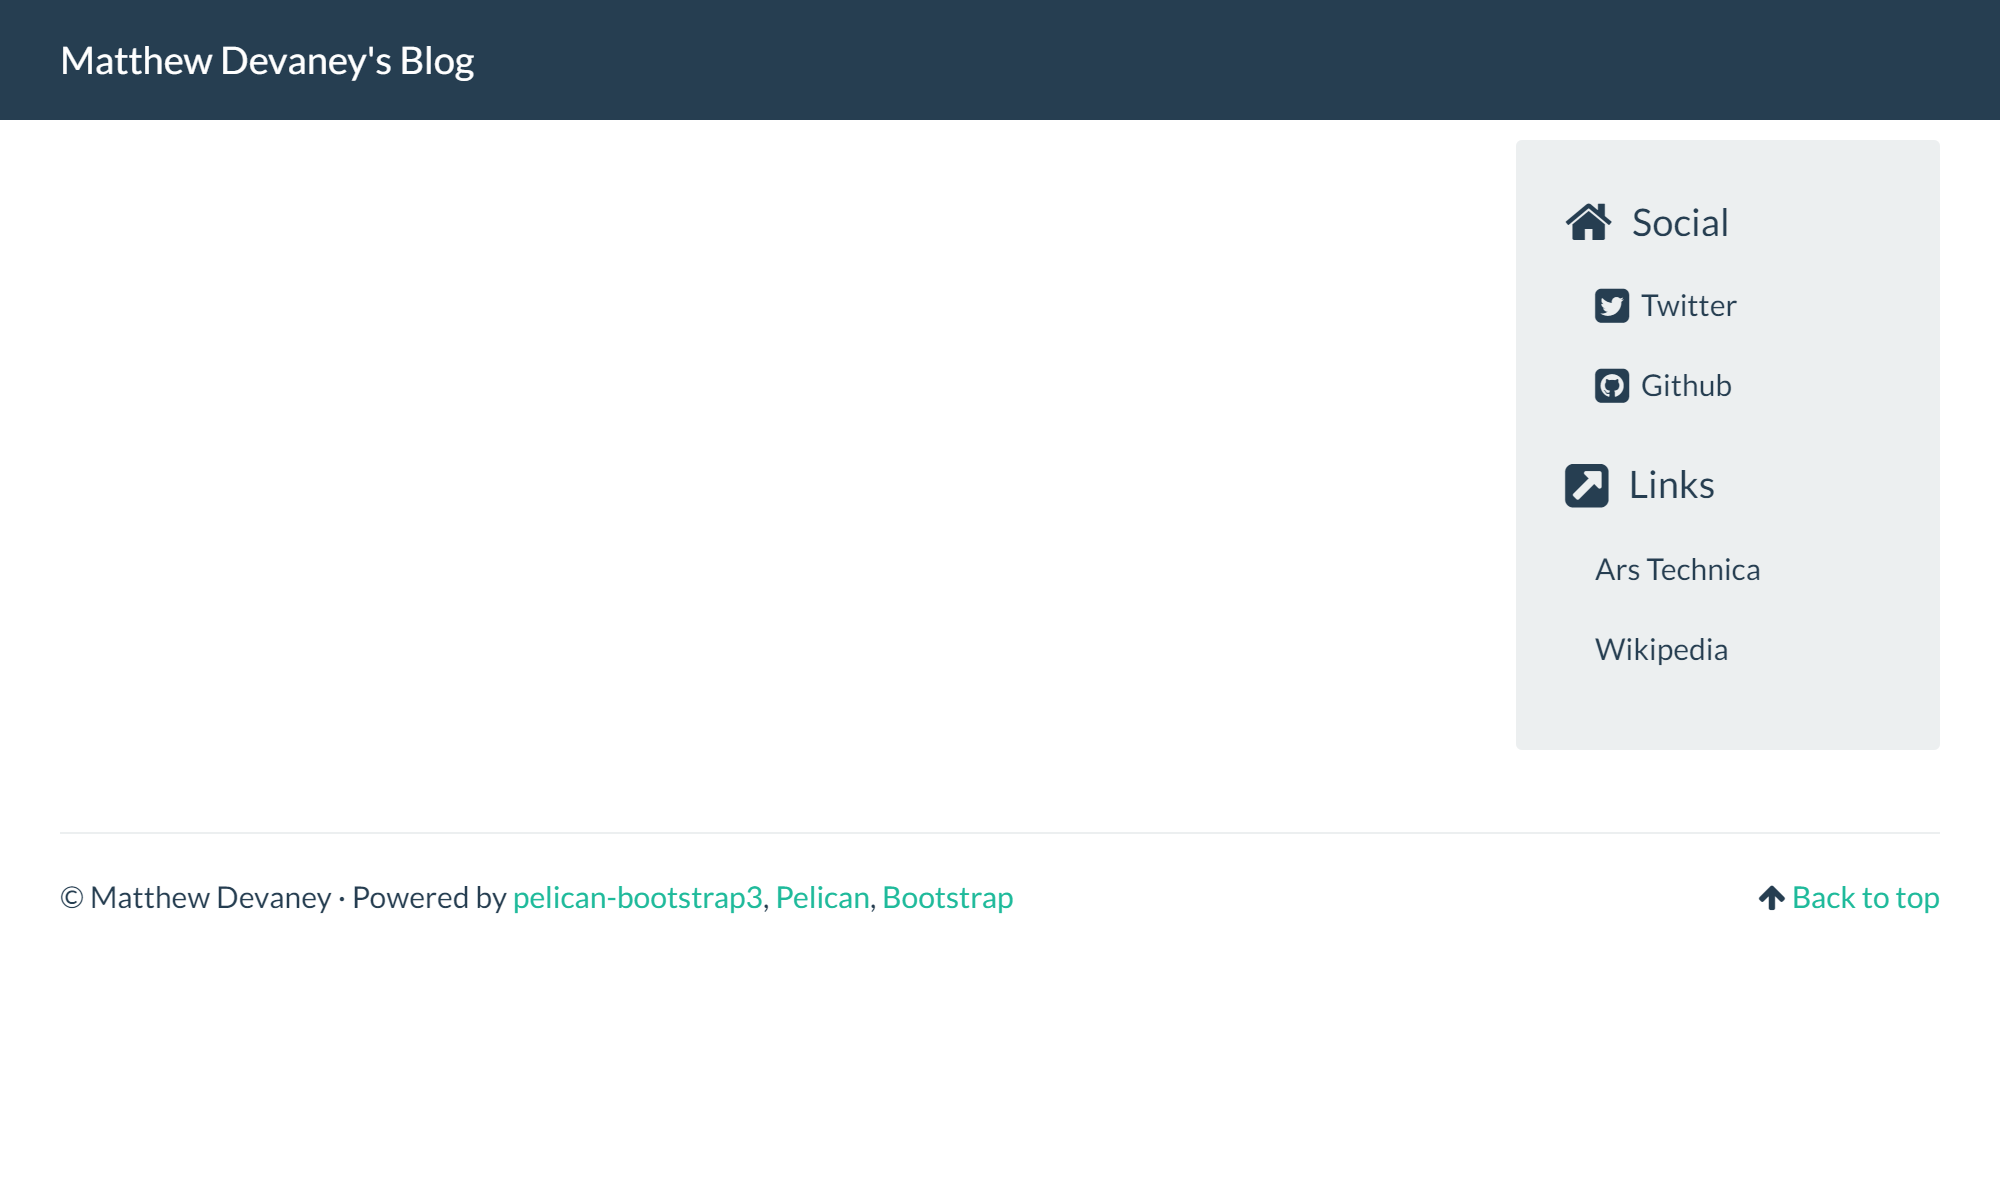 Matthew Devaney's Blog
Social
Twitter
Github
Links
Ars Technica
Wikipedia
© Matthew Devaney · Powered by pelican-bootstrap3, Pelican, Bootstrap
Back to top